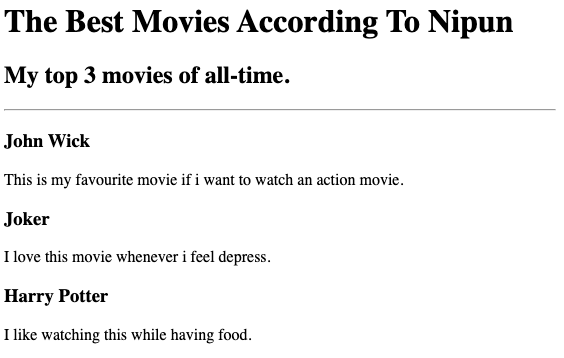 The Best Movies According To Nipun
My top 3 movies of all-time.
John Wick
This is my favourite movie if i want to watch an action movie.
Joker
I love this movie whenever i feel depress.
Harry Potter
I like watching this while having food.